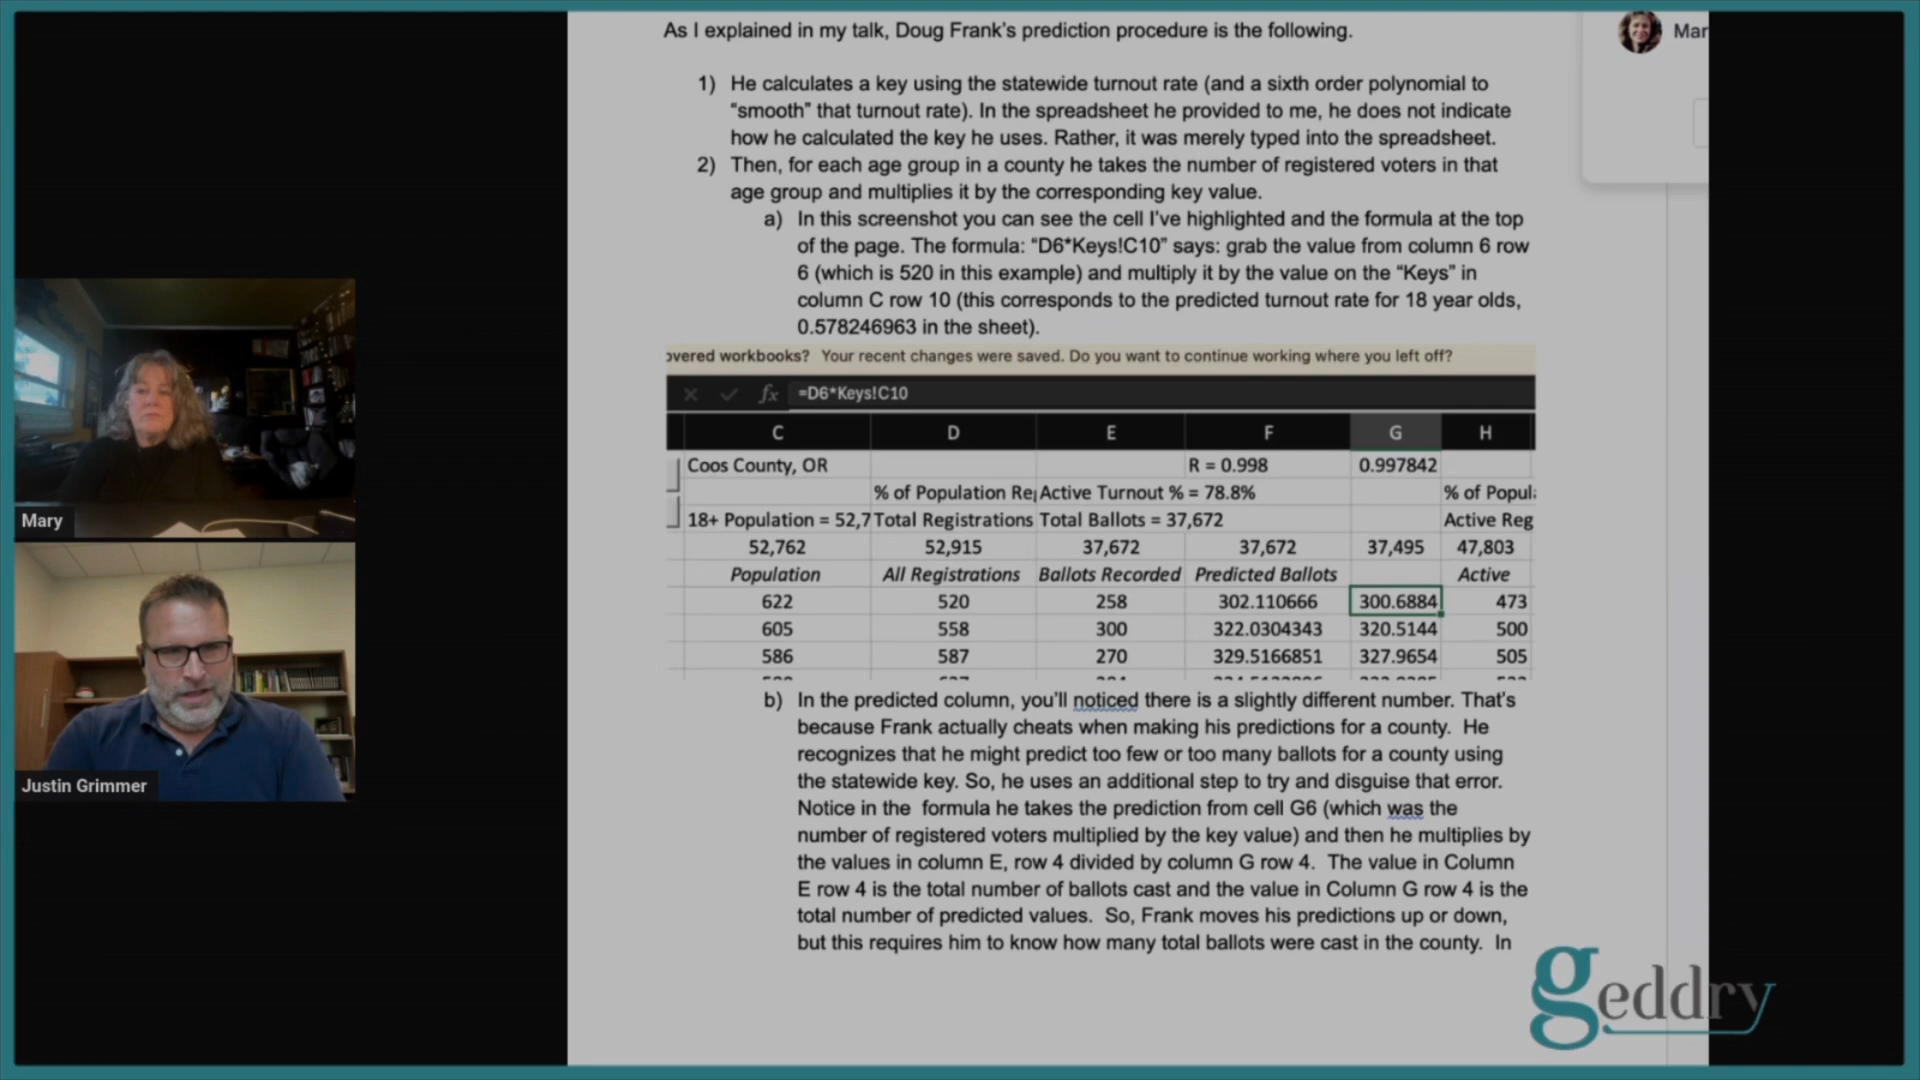 As I explained in my talk, Doug Frank's prediction procedure is the following.
Mar
1) He calculates a key using the statewide turnout rate (and a sixth order polynomial to
“smooth” that turnout rate). In the spreadsheet he provided to me, he does not indicate
how he calculated the key he uses. Rather, it was merely typed into the spreadsheet.
2) Then, for each age group in a county he takes the number of registered voters in that
age group and multiplies it by the corresponding key value.
a) In this screenshot you can see the cell I've highlighted and the formula at the top
of the page. The formula: “D6*Keys!C10” says: grab the value from column 6 row
6 (which is 520 in this example) and multiply it by the value on the “Keys” in
column C row 10 (this corresponds to the predicted turnout rate for 18 year olds,
0.578246963 in the sheet).
overed workbooks? Your recent changes were saved. Do you want to continue working where you left off?
fx =D6*Keys!C10
C D E F G H
Coos County, OR R = 0.998 0.997842
% of Population Re Active Turnout % = 78.8% % of Popul
18+ Population = 52,7 Total Registrations Total Ballots = 37,672 Active Reg
52,762 52,915 37,672 37,672 37,495 47,803
Population All Registrations Ballots Recorded Predicted Ballots Active
622 520 258 302.110666 300.6884 473
605 558 300 322.0304343 320.5144 500
586 587 270 329.5166851 327.9654 505
b) In the predicted column, you'll noticed there is a slightly different number. That's
because Frank actually cheats when making his predictions for a county. He
recognizes that he might predict too few or too many ballots for a county using
the statewide key. So, he uses an additional step to try and disguise that error.
Notice in the formula he takes the prediction from cell G6 (which was the
number of registered voters multiplied by the key value) and then he multiplies by
the values in column E, row 4 divided by column G row 4. The value in Column
E row 4 is the total number of ballots cast and the value in Column G row 4 is the
total number of predicted values. So, Frank moves his predictions up or down,
but this requires him to know how many total ballots were cast in the county. In
Mary
Justin Grimmer
geddry